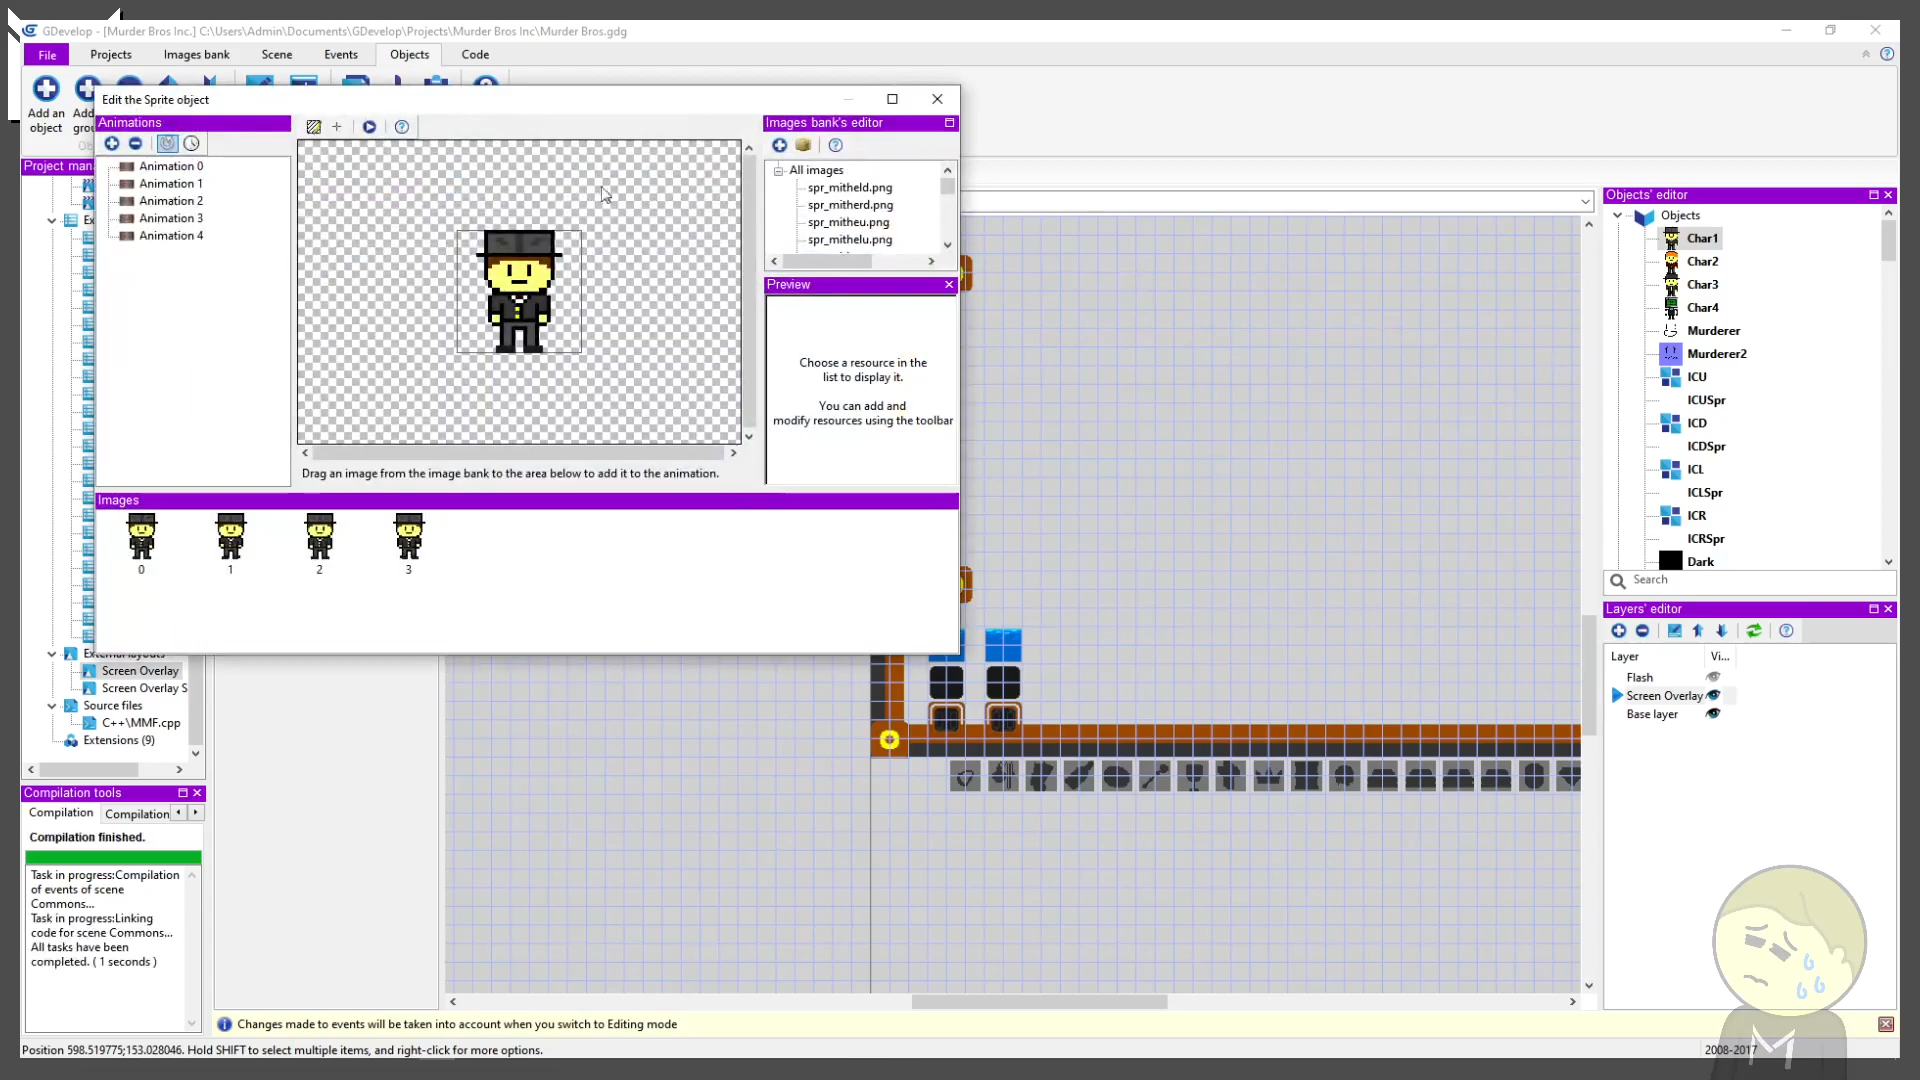 GDevelop - [Murder Bros Inc.] C:\Users\Admin\Documents\GDevelop\Projects\Murder Bros Inc\Murder Bros.gdg
File Projects Images bank Scene Events Objects Code
Add an
object
Edit the Sprite object
Animations
Animation 0
Animation 1
Animation 2
Animation 3
Animation 4
Drag an image from the image bank to the area below to add it to the animation.
Images bank's editor
All images
spr_mitheld.png
spr_mitherd.png
spr_mitheu.png
spr_mithelu.png
Preview
Choose a resource in the
list to display it.
You can add and
modify resources using the toolbar
Images
0 1 2 3
Project mana
Ex
External layouts
Screen Overlay
Screen Overlay S
Source files
C++\MMF.cpp
Extensions (9)
Compilation tools
Compilation Compilation
Compilation finished.
Task in progress:Compilation
of events of scene
Commons...
Task in progress:Linking
code for scene Commons...
All tasks have been
completed. ( 1 seconds )
Objects' editor
Objects
Char1
Char2
Char3
Char4
Murderer
Murderer2
ICU
ICUSpr
ICD
ICDSpr
ICL
ICLSpr
ICR
ICRSpr
Dark
Search
Layers' editor
Layer Vi...
Flash
Screen Overlay
Base layer
Changes made to events will be taken into account when you switch to Editing mode
Position 598.519775;153.028046. Hold SHIFT to select multiple items, and right-click for more options.
2008-2017